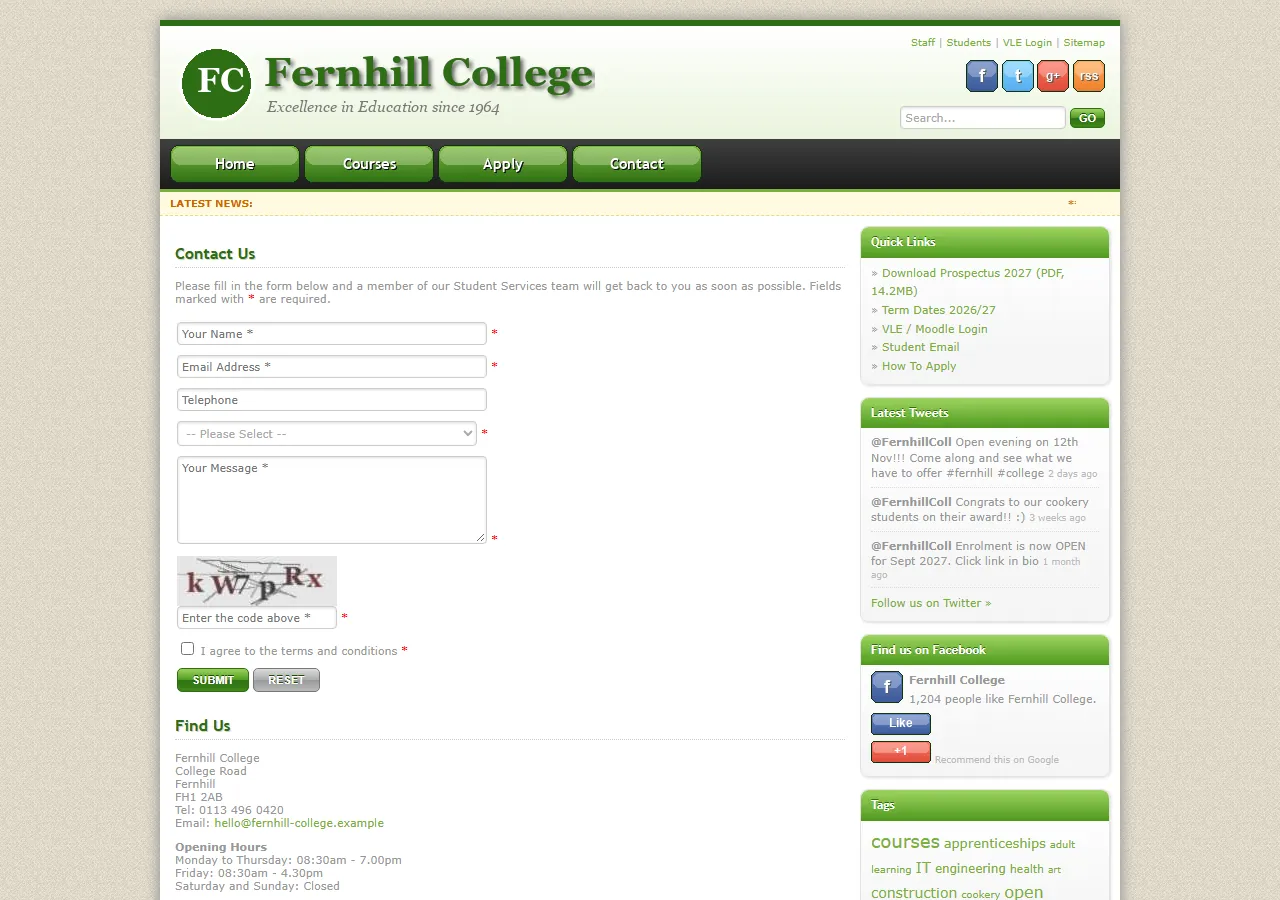 Staff | Students | VLE Login | Sitemap
FC
Fernhill College
Excellence in Education since 1964
f t g+ rss
Search...
GO
Home
Courses
Apply
Contact
LATEST NEWS:
Contact Us
Please fill in the form below and a member of our Student Services team will get back to you as soon as possible. Fields
marked with * are required.
Your Name * *
Email Address * *
Telephone
-- Please Select -- *
Your Message *
*
kW7pRx
Enter the code above * *
I agree to the terms and conditions *
SUBMIT RESET
Find Us
Fernhill College
College Road
Fernhill
FH1 2AB
Tel: 0113 496 0420
Email: hello@fernhill-college.example
Opening Hours
Monday to Thursday: 08:30am - 7.00pm
Friday: 08:30am - 4.30pm
Saturday and Sunday: Closed
Quick Links
» Download Prospectus 2027 (PDF,
14.2MB)
» Term Dates 2026/27
» VLE / Moodle Login
» Student Email
» How To Apply
Latest Tweets
@FernhillColl Open evening on 12th
Nov!!! Come along and see what we
have to offer #fernhill #college 2 days ago
@FernhillColl Congrats to our cookery
students on their award!! :) 3 weeks ago
@FernhillColl Enrolment is now OPEN
for Sept 2027. Click link in bio 1 month
ago
Follow us on Twitter »
Find us on Facebook
f
Fernhill College
1,204 people like Fernhill College.
Like
+1 Recommend this on Google
Tags
courses apprenticeships adult
learning IT engineering health art
construction cookery open